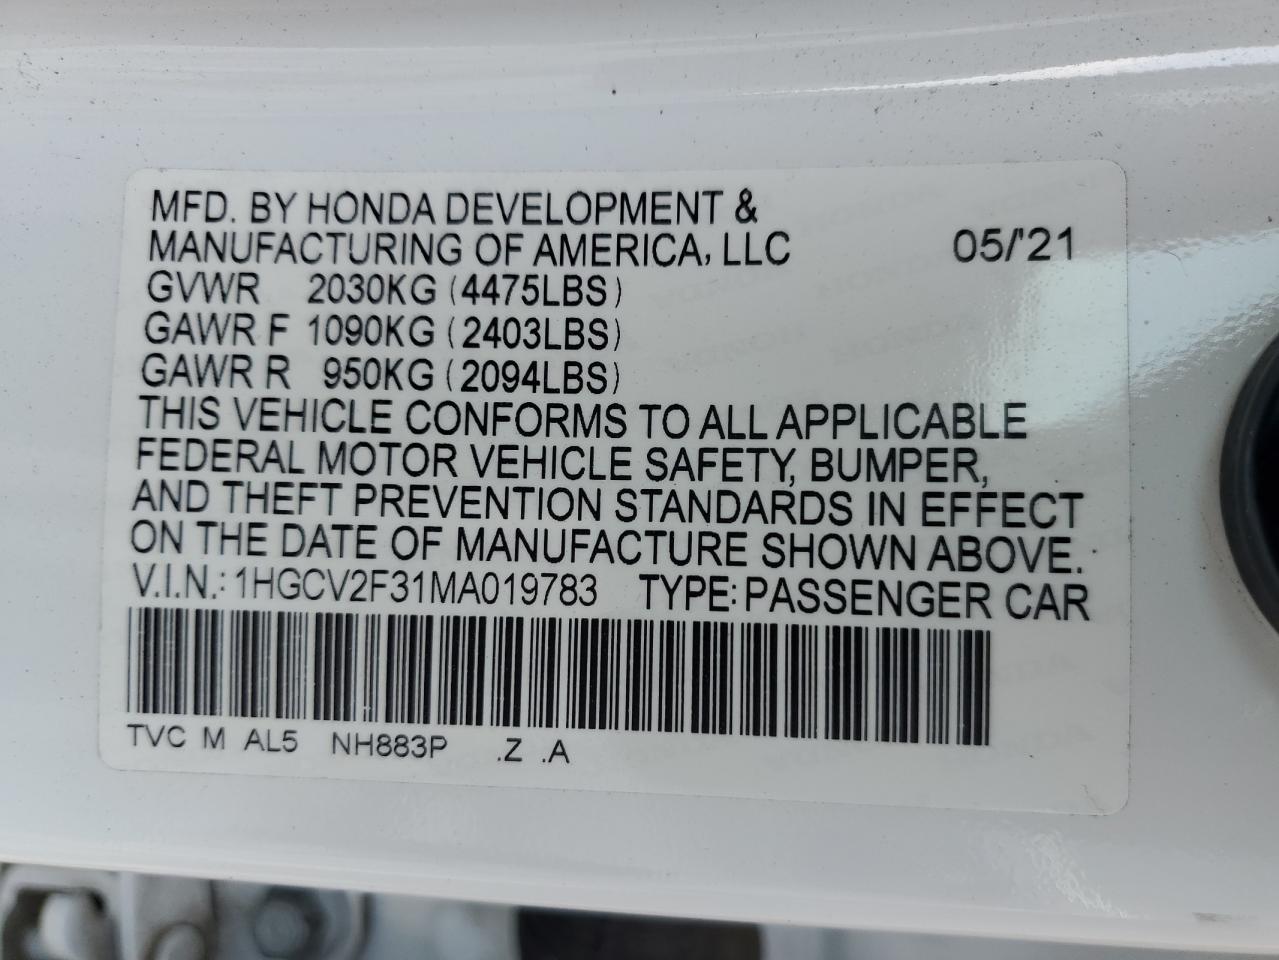 MFD. BY HONDA DEVELOPMENT &
MANUFACTURING OF AMERICA, LLC 05/'21
GVWR 2030KG (4475LBS)
GAWR F 1090KG (2403LBS)
GAWR R 950KG (2094LBS)
THIS VEHICLE CONFORMS TO ALL APPLICABLE
FEDERAL MOTOR VEHICLE SAFETY, BUMPER,
AND THEFT PREVENTION STANDARDS IN EFFECT
ON THE DATE OF MANUFACTURE SHOWN ABOVE.
V.I.N.: 1HGCV2F31MA019783 TYPE: PASSENGER CAR
TVC M AL5 NH883P .Z .A